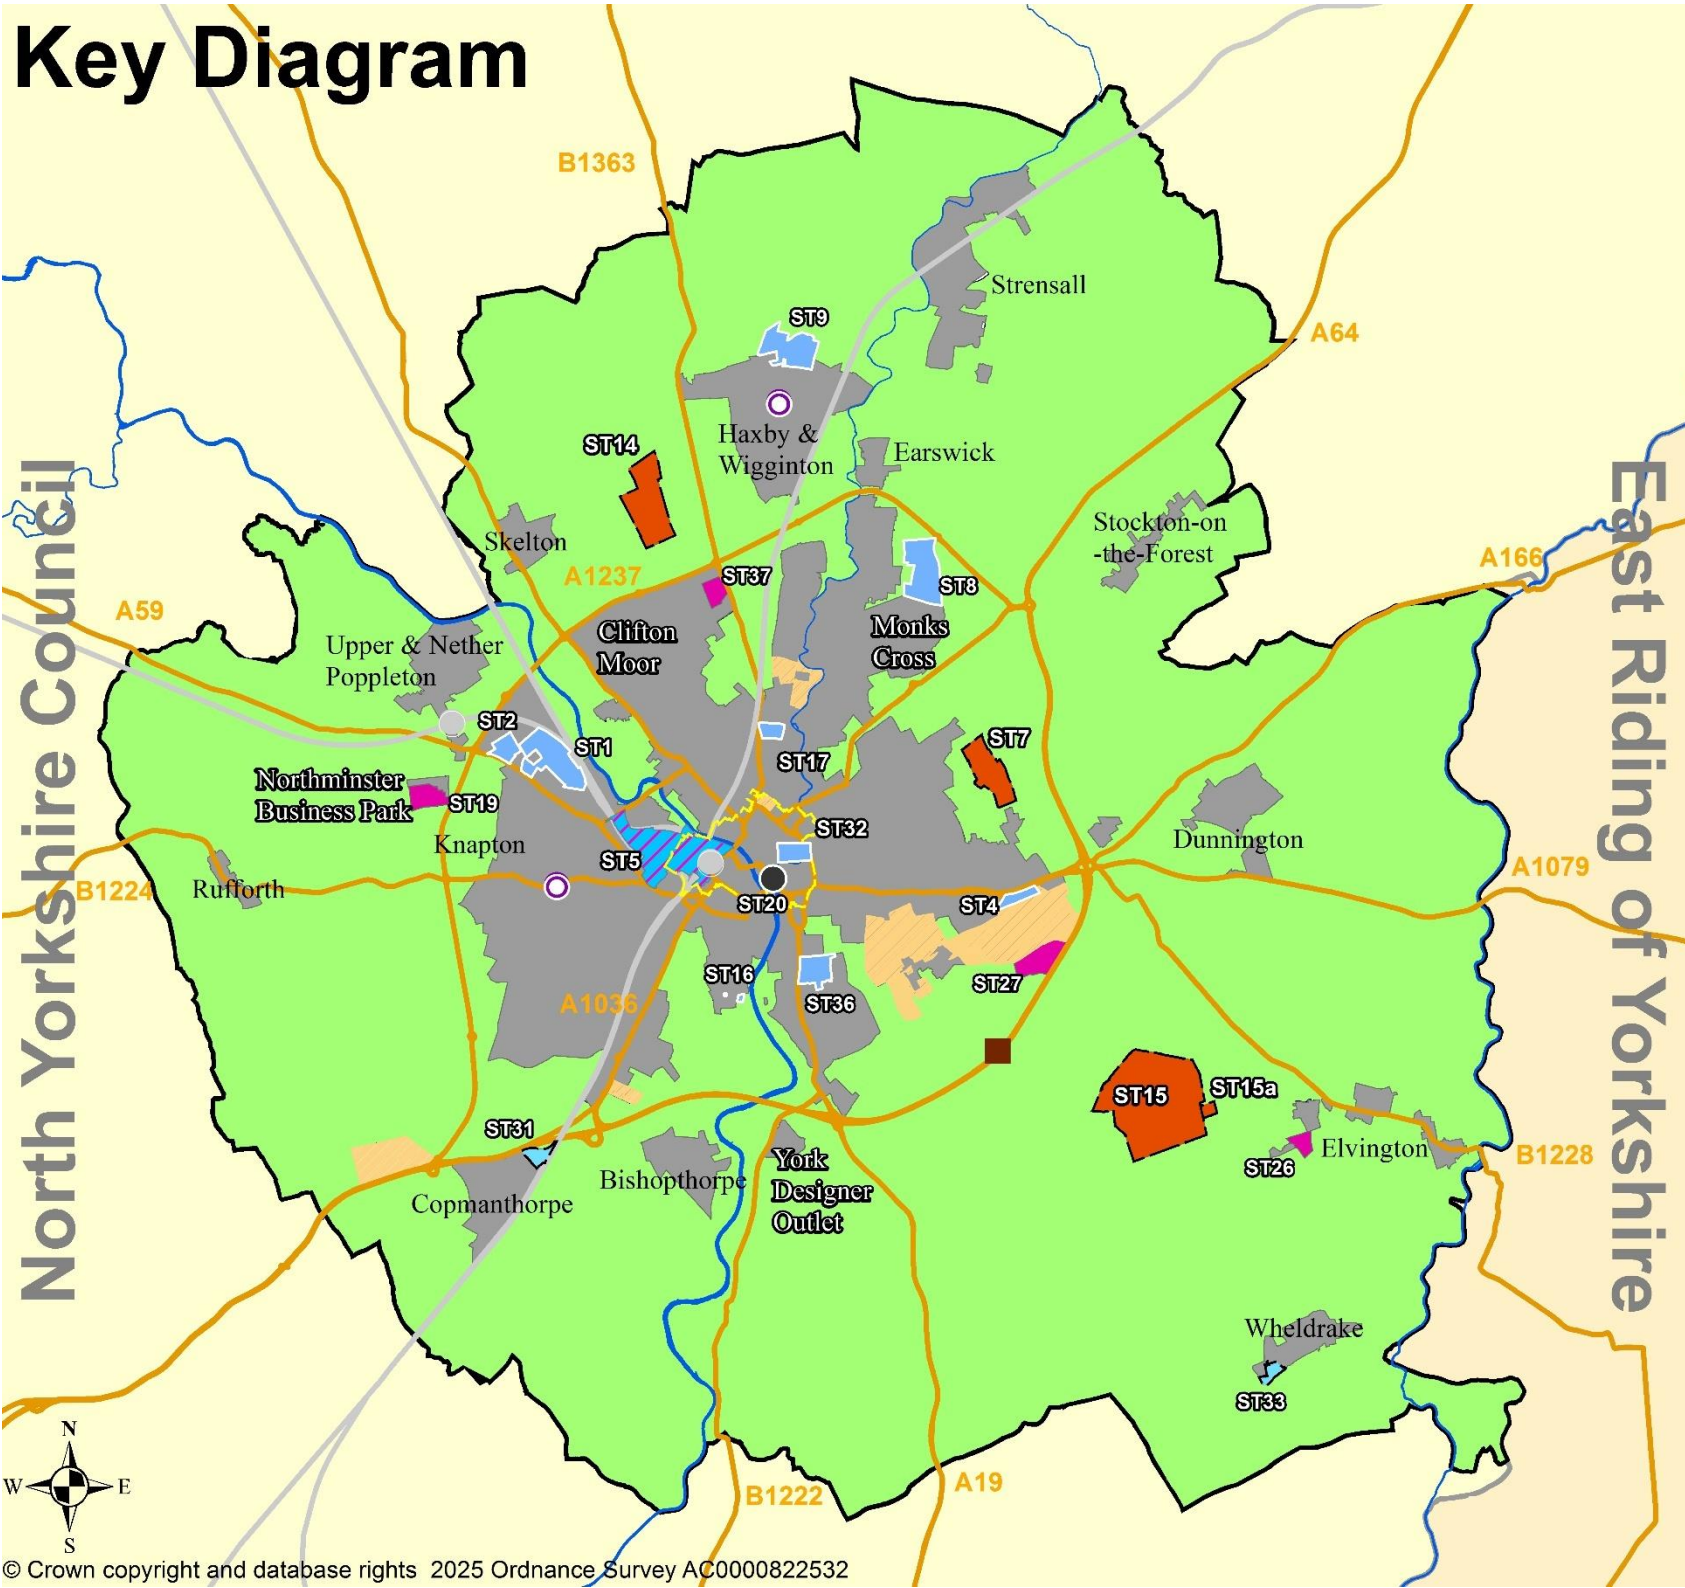 Key Diagram
B1363
Strensall
ST9
A64
Haxby &
Wigginton
ST14
Earswick
Skelton
Stockton-on
-the-Forest
A1237
ST37
ST8
A166
A59
Clifton
Moor
Monks
Cross
Upper & Nether
Poppleton
ST2
ST1
ST7
ST17
Northminster
Business Park
ST19
ST32
Knapton
Dunnington
ST5
A1079
B1224
Rufforth
ST20
ST4
ST16
ST27
A1036
ST36
ST15
ST15a
ST31
Elvington
B1228
ST26
Bishopthorpe
York
Designer
Outlet
Copmanthorpe
Wheldrake
ST33
North Yorkshire Council
East Riding of Yorkshire
N
W
E
S
B1222
A19
© Crown copyright and database rights 2025 Ordnance Survey AC0000822532